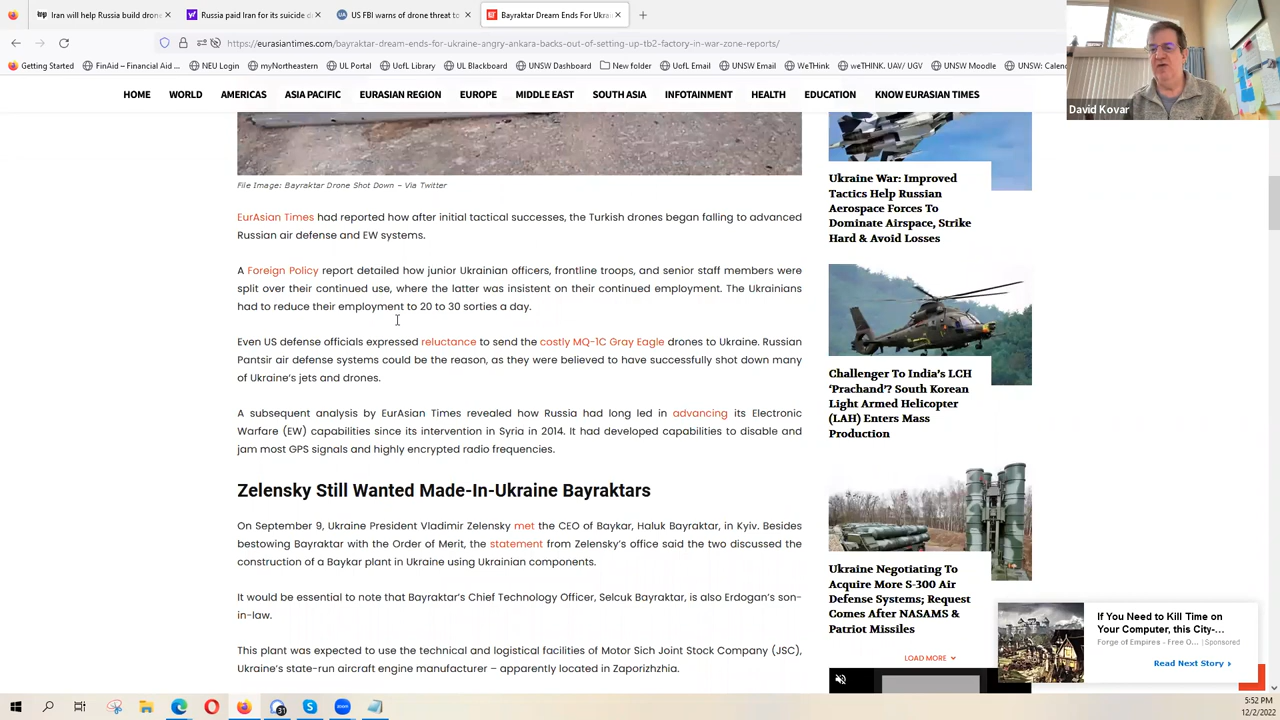 Iran will help Russia build drone
Russia paid Iran for its suicide d
US FBI warns of drone threat to
Bayraktar Dream Ends For Ukrai
https://eurasiantimes.com/bayraktar-dream-ends-for-ukraine-angry-ankara-backs-out-of-setting-up-tb2-factory-in-war-zone-reports/
Getting Started
FinAid – Financial Aid ...
NEU Login
myNortheastern
UL Portal
UofL Library
UL Blackboard
UNSW Dashboard
New folder
UofL Email
UNSW Email
WeTHink
weTHINK. UAV/ UGV
UNSW Moodle
UNSW: Calenc
David Kovar
HOME
WORLD
AMERICAS
ASIA PACIFIC
EURASIAN REGION
EUROPE
MIDDLE EAST
SOUTH ASIA
INFOTAINMENT
HEALTH
EDUCATION
KNOW EURASIAN TIMES
File Image: Bayraktar Drone Shot Down – Via Twitter
EurAsian Times had reported how after initial tactical successes, the Turkish drones began falling to advanced
Russian air defense and EW systems.
A Foreign Policy report detailed how junior Ukrainian officers, frontline troops, and senior staff members were
split over their continued use, where the latter was insistent on their continued employment. The Ukrainians
had to reduce their employment to 20 to 30 sorties a day.
Even US defense officials expressed reluctance to send the costly MQ-1C Gray Eagle drones to Ukraine. Russian
Pantsir air defense systems could be the reason, as they were believed to have successfully shot down many
of Ukraine's jets and drones.
A subsequent analysis by EurAsian Times revealed how Russia had long led in advancing its Electronic
Warfare (EW) capabilities since its intervention in Syria in 2014. It had developed capabilities to disable and
jam most GPS signals and highly encrypted radio frequencies.
Zelensky Still Wanted Made-In-Ukraine Bayraktars
On September 9, Ukraine President Vladimir Zelensky met the CEO of Baykar, Haluk Bayraktar, in Kyiv. Besides
bestowing Bayraktar with the Order of Merit, the statement from Zelensky's office said the two discussed the
construction of a Baykar plant in Ukraine using Ukrainian components.
It would be essential to note that Bayraktar's Chief Technology Officer, Selcuk Bayraktar, is also Erdogan's son-
in-law.
This plant was expected to use the technical and logistical facilities of Motor Sich Joint Stock Company (JSC),
Ukraine's state-run aircraft engine manufacturer – apparently located in Zaporizhzhia.
Ukraine War: Improved
Tactics Help Russian
Aerospace Forces To
Dominate Airspace, Strike
Hard & Avoid Losses
Challenger To India's LCH
'Prachand'? South Korean
Light Armed Helicopter
(LAH) Enters Mass
Production
Ukraine Negotiating To
Acquire More S-300 Air
Defense Systems; Request
Comes After NASAMS &
Patriot Missiles
LOAD MORE
If You Need to Kill Time on
Your Computer, this City-...
Forge of Empires - Free O... | Sponsored
Read Next Story
31
zoom
5:52 PM
12/2/2022